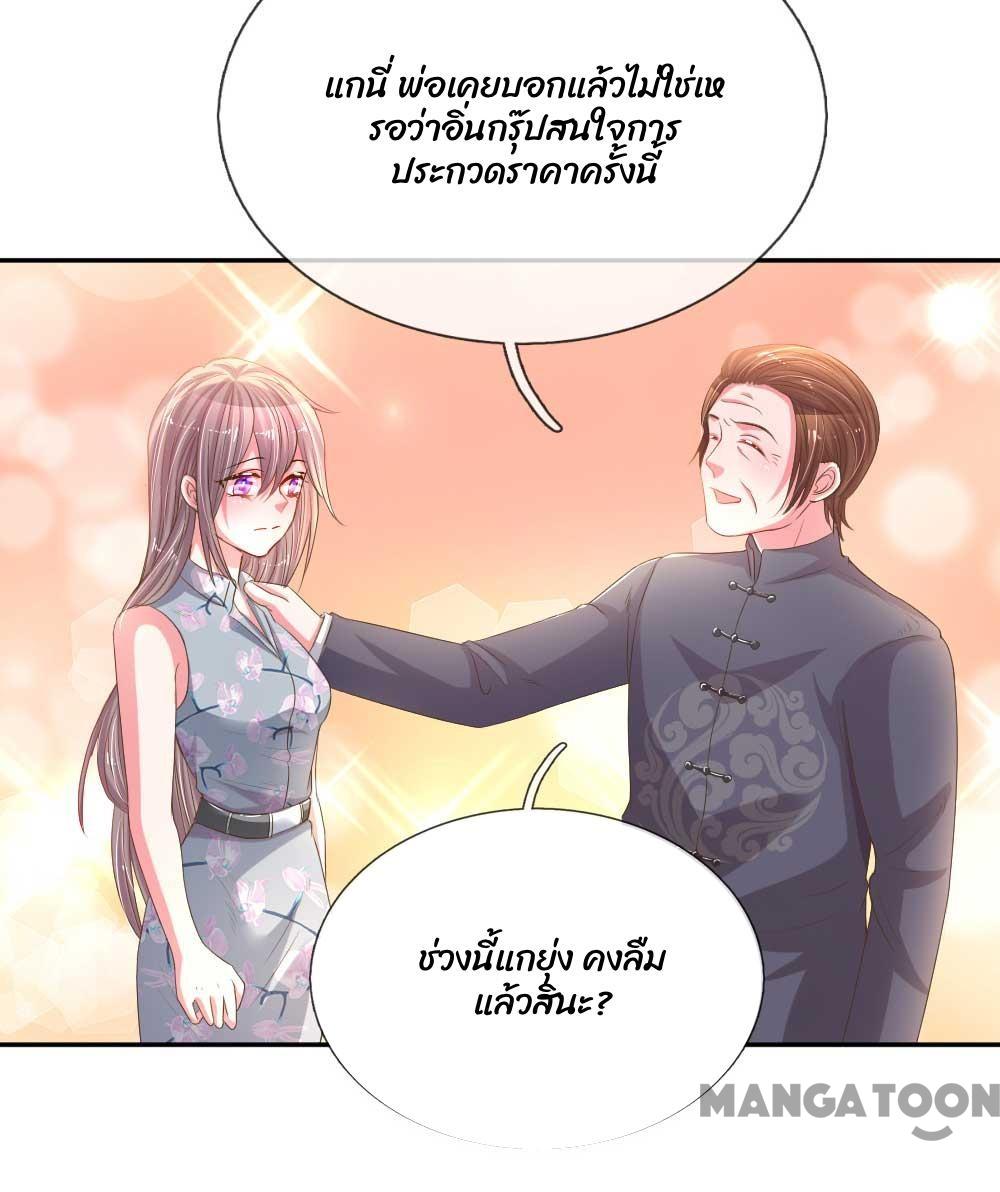 แกนี่ พ่อเคยบอกแล้วไม่ใช่เห
รอว่าอิ่นกรุ๊ปสนใจการ
ประกวดราคาครั้งนี้
ช่วงนี้แกยุ่ง คงลืม
แล้วสินะ?
MANGATOON